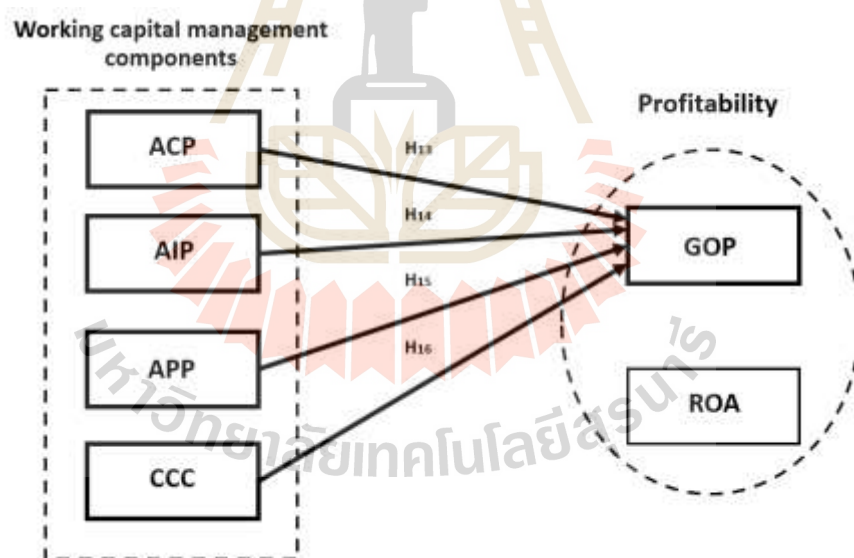 Working capital management
components
Profitability
ACP
H13
H14
AIP
GOP
H15
H16
APP
ROA
CCC
มหาวิทยาลัยเทคโนโลยีสุรนารี